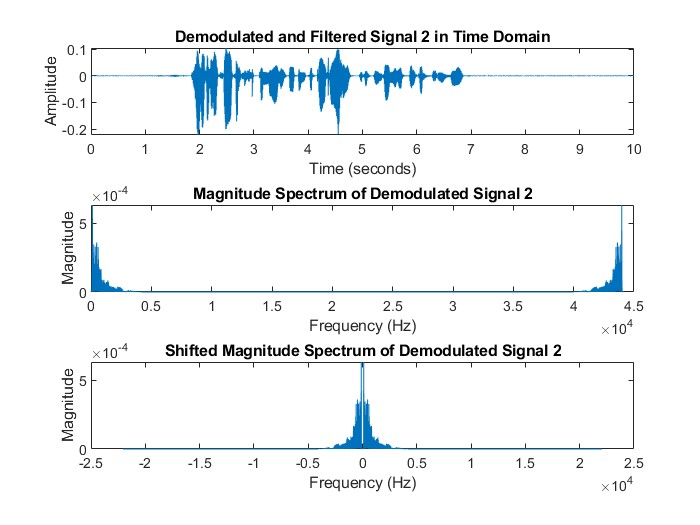 Demodulated and Filtered Signal 2 in Time Domain
0.1
0
-0.1
-0.2
Amplitude
0 1 2 3 4 5 6 7 8 9 10
Time (seconds)
×10^-4
Magnitude Spectrum of Demodulated Signal 2
5
0
Magnitude
0 0.5 1 1.5 2 2.5 3 3.5 4 4.5
Frequency (Hz)
×10^4
×10^-4
Shifted Magnitude Spectrum of Demodulated Signal 2
5
0
Magnitude
-2.5 -2 -1.5 -1 -0.5 0 0.5 1 1.5 2 2.5
Frequency (Hz)
×10^4